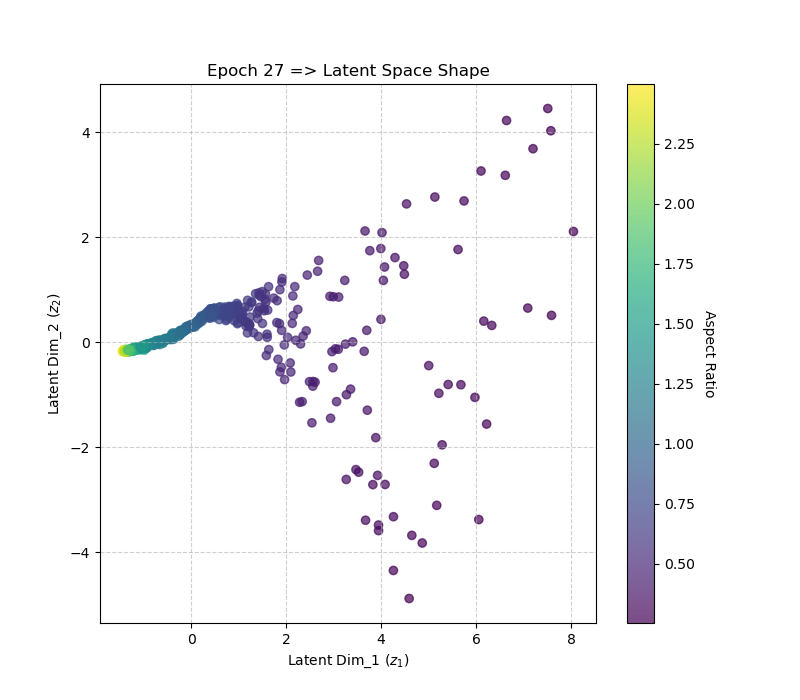 Epoch 27 => Latent Space Shape
4
2
0
−2
−4
Latent Dim_2 (z₂)
0 2 4 6 8
Latent Dim_1 (z₁)
2.25
2.00
1.75
1.50
1.25
1.00
0.75
0.50
Aspect Ratio